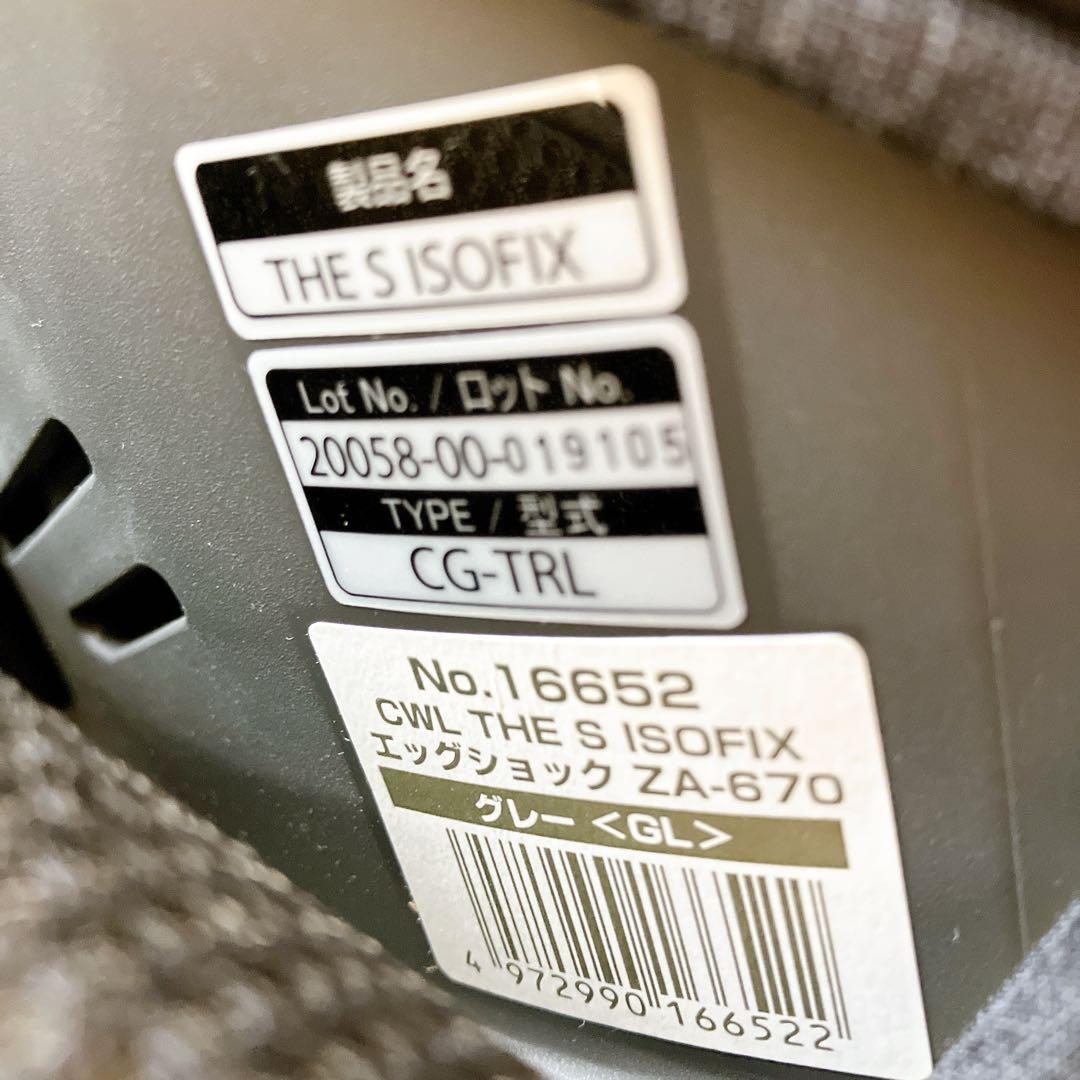 製品名
THE S ISOFIX
Lot No. / ロット No.
20058-00-019105
TYPE / 型式
CG-TRL
No.16652
CWL THE S ISOFIX
エッグショック ZA-670
グレー <GL>
4 972990 166522